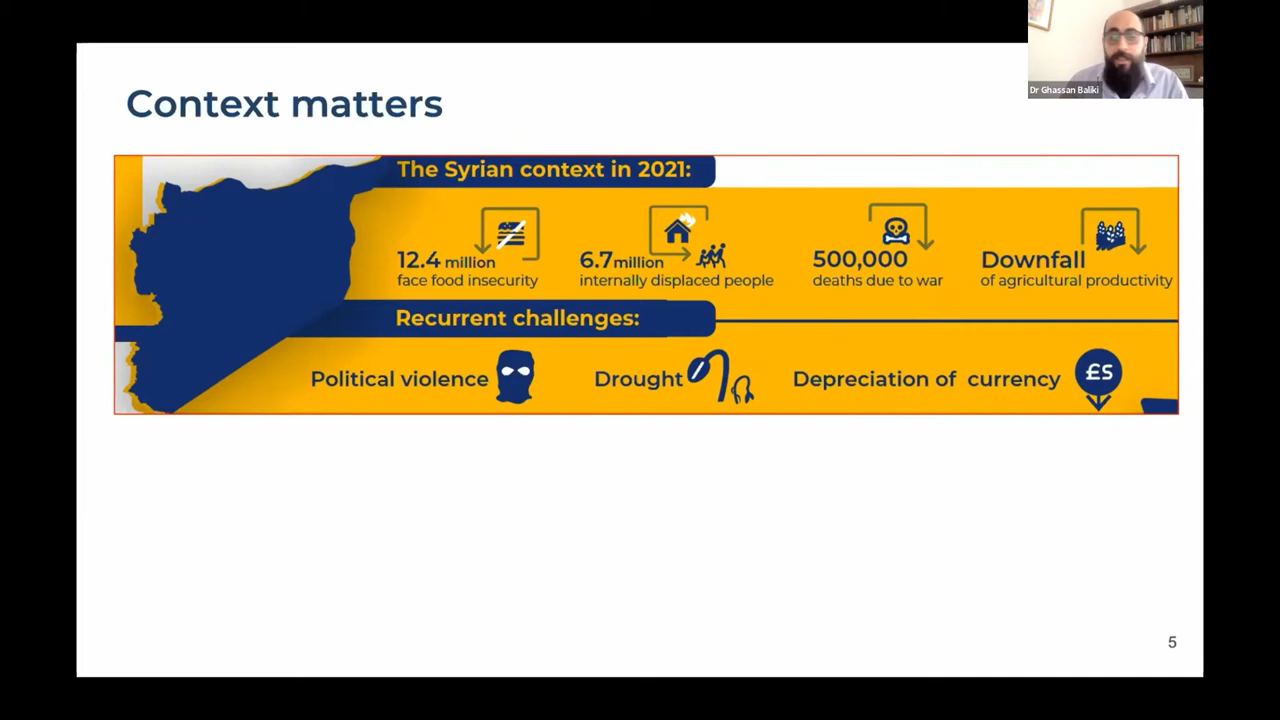 Dr Ghassan Baliki
Context matters
The Syrian context in 2021:
12.4 million
face food insecurity
6.7million
internally displaced people
500,000
deaths due to war
Downfall
of agricultural productivity
Recurrent challenges:
Political violence
Drought
Depreciation of currency
£S
5